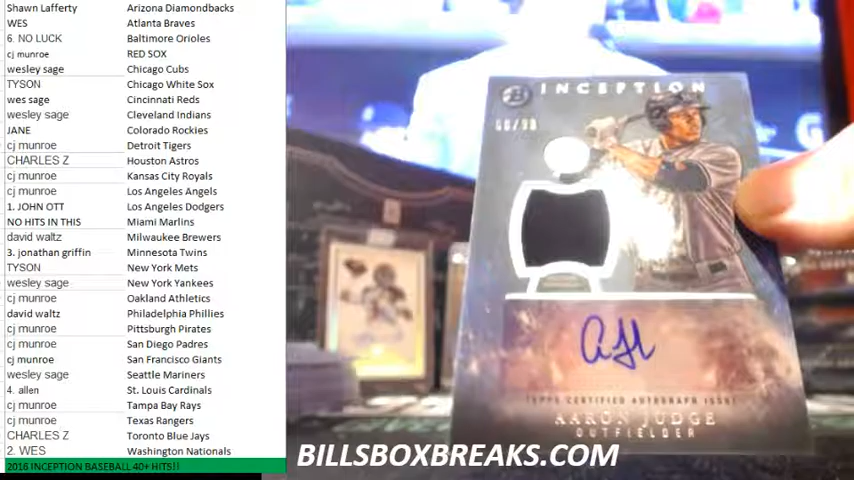 Shawn Lafferty Arizona Diamondbacks
WES Atlanta Braves
6. NO LUCK Baltimore Orioles
cj munroe RED SOX
wesley sage Chicago Cubs
TYSON Chicago White Sox
wes sage Cincinnati Reds
wesley sage Cleveland Indians
JANE Colorado Rockies
cj munroe Detroit Tigers
CHARLES Z Houston Astros
cj munroe Kansas City Royals
cj munroe Los Angeles Angels
1. JOHN OTT Los Angeles Dodgers
NO HITS IN THIS Miami Marlins
david waltz Milwaukee Brewers
3. jonathan griffin Minnesota Twins
TYSON New York Mets
wesley sage New York Yankees
cj munroe Oakland Athletics
david waltz Philadelphia Phillies
cj munroe Pittsburgh Pirates
cj munroe San Diego Padres
cj munroe San Francisco Giants
wesley sage Seattle Mariners
4. allen St. Louis Cardinals
cj munroe Tampa Bay Rays
cj munroe Texas Rangers
CHARLES Z Toronto Blue Jays
2. WES Washington Nationals
2016 INCEPTION BASEBALL 40+ HITS!!
B INCEPTION
TOPPS CERTIFIED AUTOGRAPH ISSUE
AARON JUDGE
OUTFIELDER
BILLSBOXBREAKS.COM